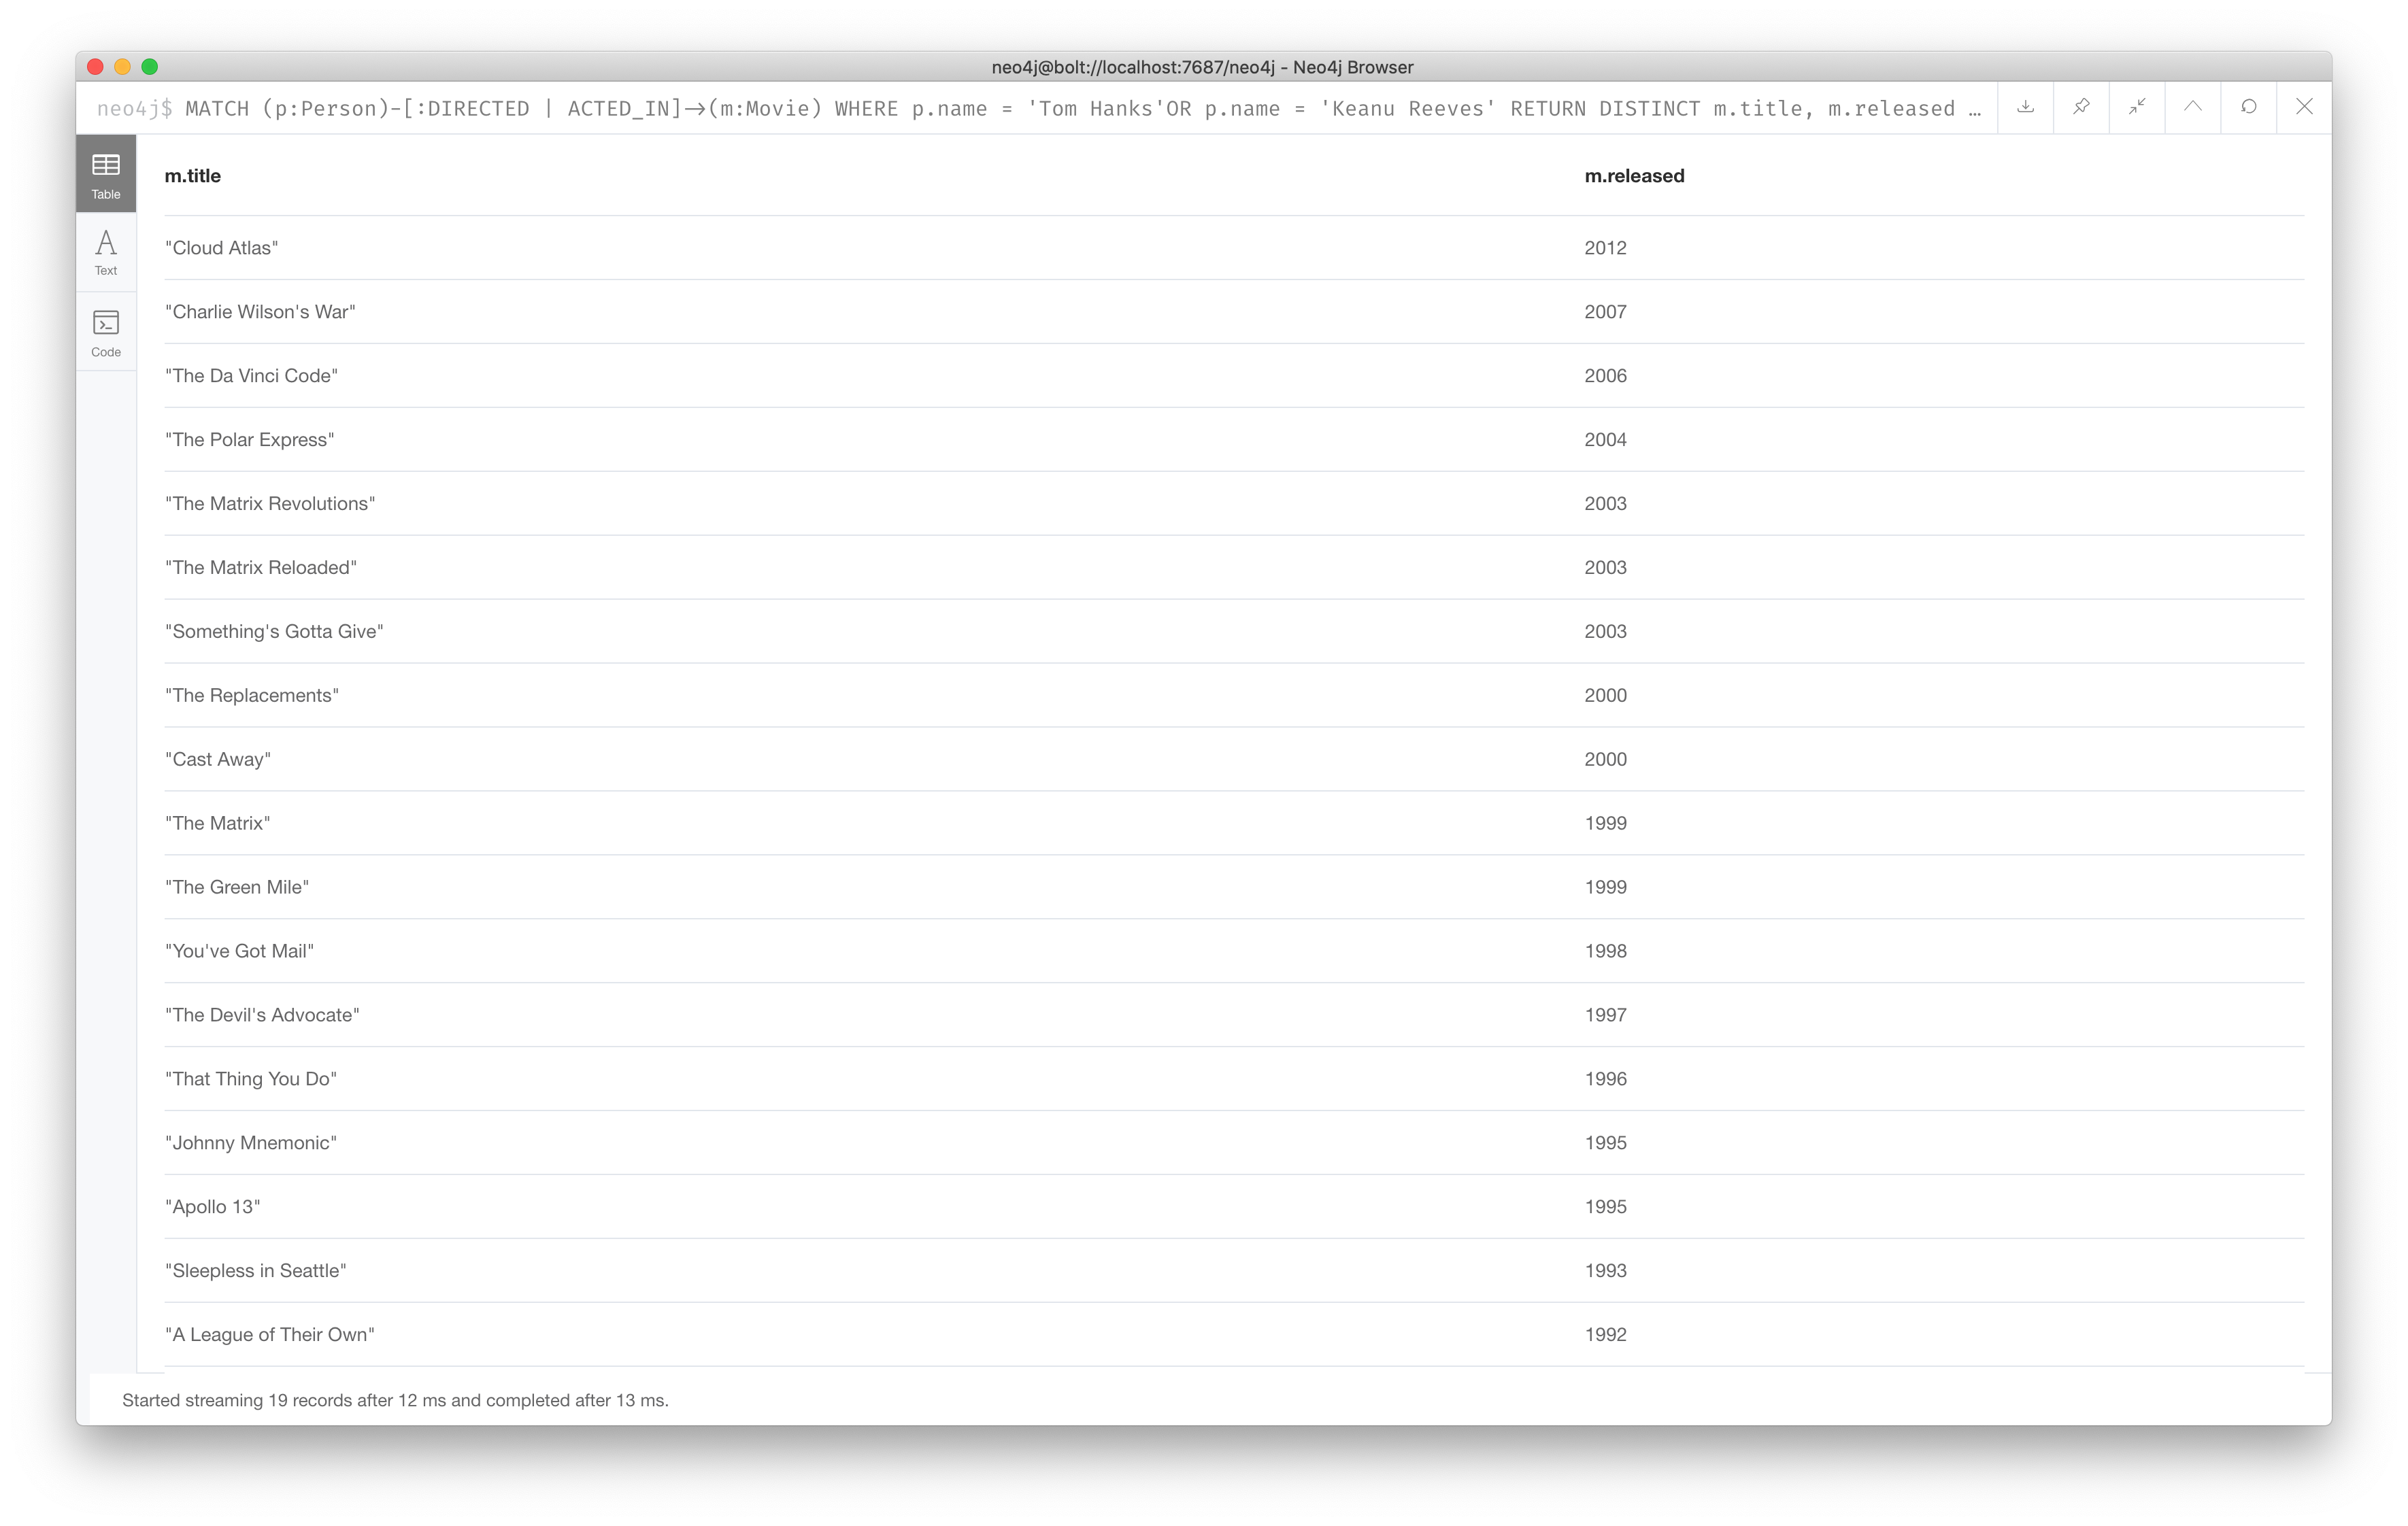 neo4j@bolt://localhost:7687/neo4j - Neo4j Browser
neo4j$ MATCH (p:Person)-[:DIRECTED | ACTED_IN]->(m:Movie) WHERE p.name = 'Tom Hanks'OR p.name = 'Keanu Reeves' RETURN DISTINCT m.title, m.released …
Table
Text
Code
m.title m.released
"Cloud Atlas" 2012
"Charlie Wilson's War" 2007
"The Da Vinci Code" 2006
"The Polar Express" 2004
"The Matrix Revolutions" 2003
"The Matrix Reloaded" 2003
"Something's Gotta Give" 2003
"The Replacements" 2000
"Cast Away" 2000
"The Matrix" 1999
"The Green Mile" 1999
"You've Got Mail" 1998
"The Devil's Advocate" 1997
"That Thing You Do" 1996
"Johnny Mnemonic" 1995
"Apollo 13" 1995
"Sleepless in Seattle" 1993
"A League of Their Own" 1992
Started streaming 19 records after 12 ms and completed after 13 ms.